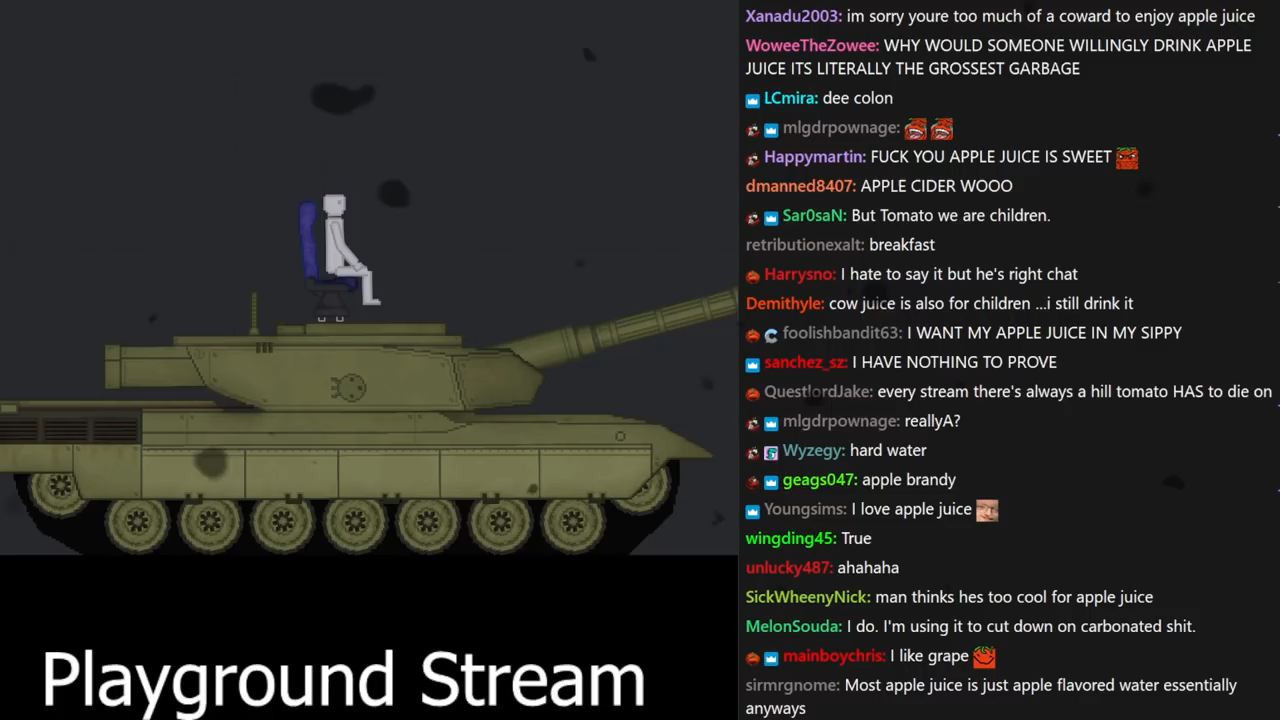 Xanadu2003: im sorry youre too much of a coward to enjoy apple juice
WoweeTheZowee: WHY WOULD SOMEONE WILLINGLY DRINK APPLE
JUICE ITS LITERALLY THE GROSSEST GARBAGE
LCmira: dee colon
mlgdrpownage:
Happymartin: FUCK YOU APPLE JUICE IS SWEET
dmanned8407: APPLE CIDER WOOO
Sar0saN: But Tomato we are children.
retributionexalt: breakfast
Harrysno: I hate to say it but he's right chat
Demithyle: cow juice is also for children ...i still drink it
foolishbandit63: I WANT MY APPLE JUICE IN MY SIPPY
sanchez_sz: I HAVE NOTHING TO PROVE
QuestlordJake: every stream there's always a hill tomato HAS to die on
mlgdrpownage: reallyA?
Wyzegy: hard water
geags047: apple brandy
Youngsims: I love apple juice
wingding45: True
unlucky487: ahahaha
SickWheenyNick: man thinks hes too cool for apple juice
MelonSouda: I do. I'm using it to cut down on carbonated shit.
mainboychris: I like grape
sirmrgnome: Most apple juice is just apple flavored water essentially
anyways
Playground Stream